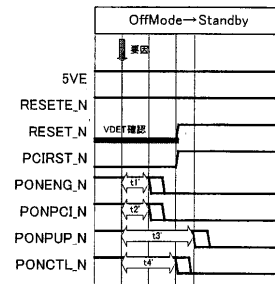 OffMode→Standby
要因
5VE
RESETE_N
RESET_N
VDET確認
PCIRST_N
PONENG_N
t1'
PONPCI_N
t2'
PONPUP_N
t3'
PONCTL_N
t4'